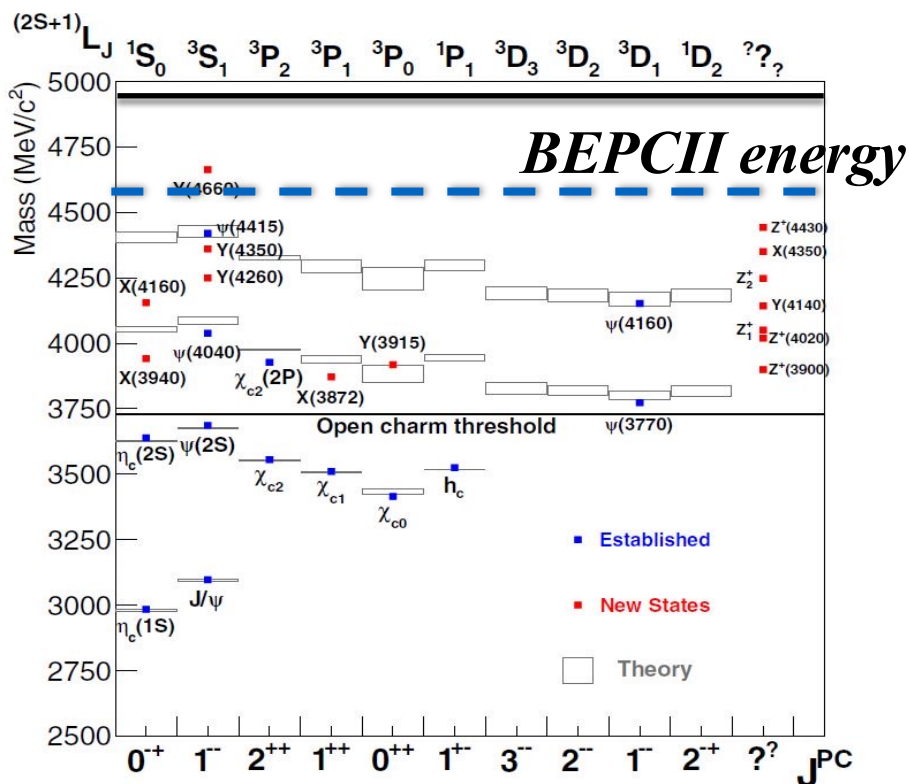 (2S+1)L_J ¹S₀ ³S₁ ³P₂ ³P₁ ³P₀ ¹P₁ ³D₃ ³D₂ ³D₁ ¹D₂ ??_?
Mass (MeV/c²)
5000
4750
4500
4250
4000
3750
3500
3250
3000
2750
2500
BEPCII energy
Y(4660)
ψ(4415)
Y(4350)
Y(4260)
X(4160)
ψ(4040)
X(3940)
χc2(2P)
X(3872)
Y(3915)
ψ(4160)
ψ(3770)
Z⁺(4430)
X(4350)
Z₂⁺
Y(4140)
Z₁⁺
Z⁺(4020)
Z⁺(3900)
Open charm threshold
ηc(2S)
ψ(2S)
χc2
χc1
χc0
hc
J/ψ
ηc(1S)
Established
New States
Theory
0⁻⁺ 1⁻⁻ 2⁺⁺ 1⁺⁺ 0⁺⁺ 1⁺⁻ 3⁻⁻ 2⁻⁻ 1⁻⁻ 2⁻⁺ ?^? J^PC